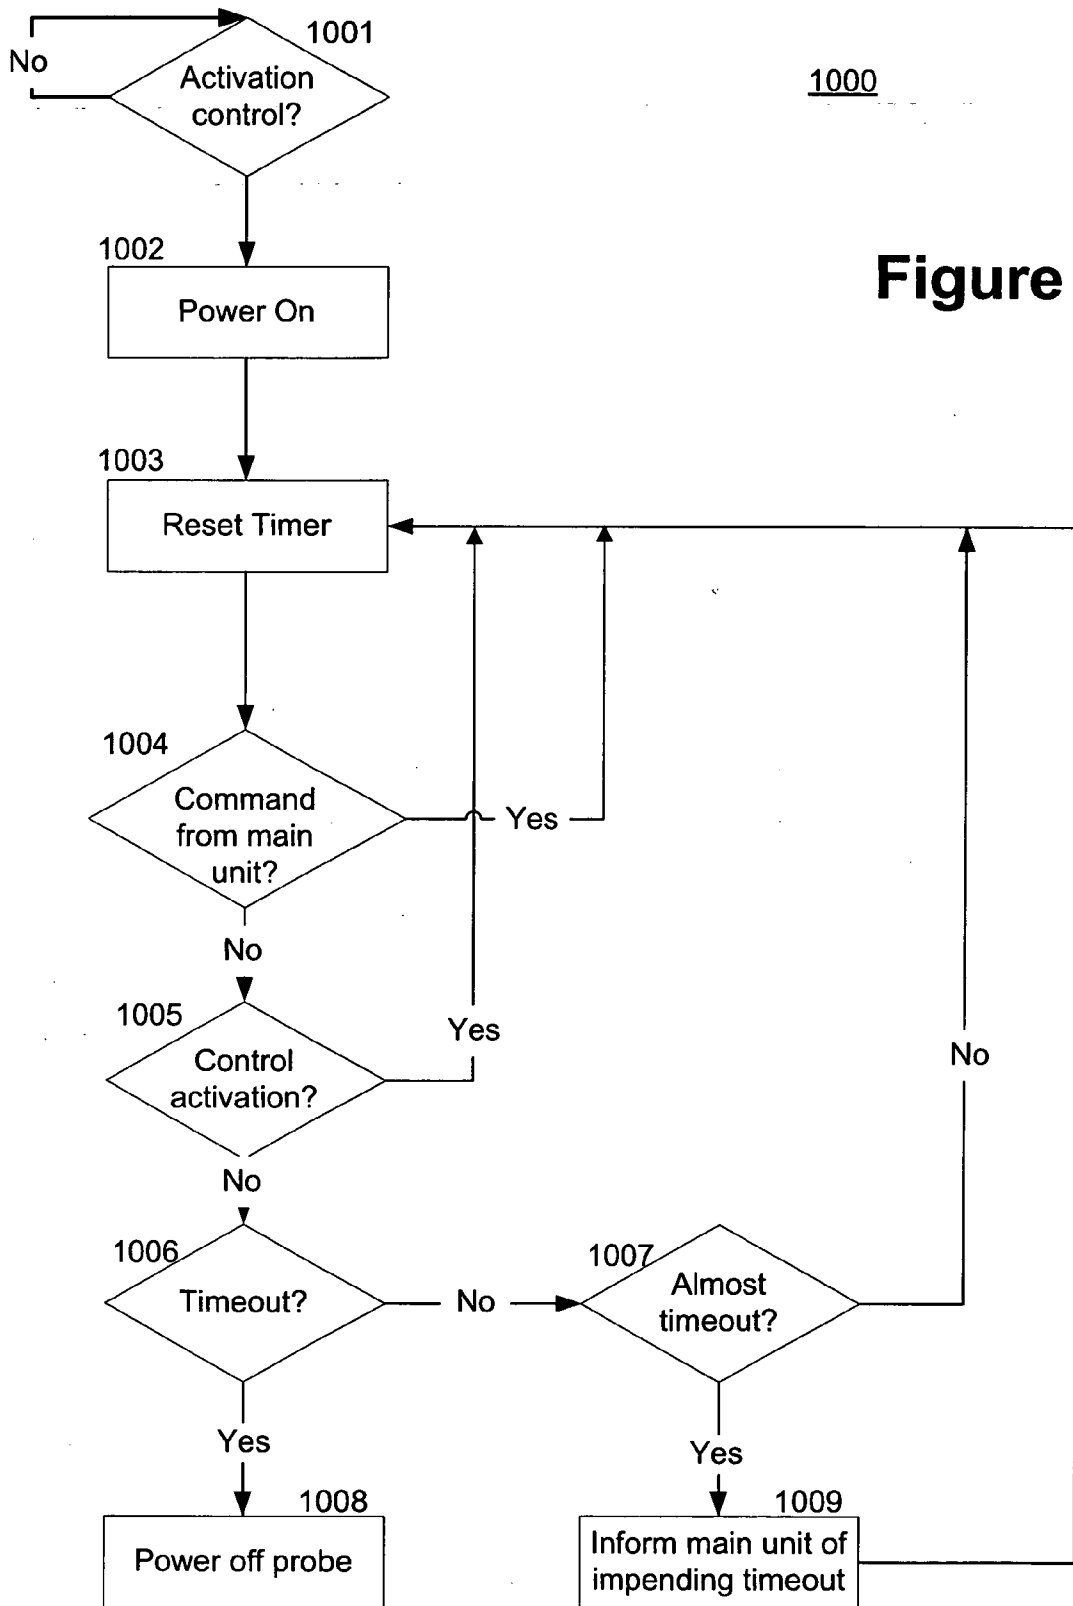 1001
No
Activation
control?
1000
1002
Power On
Figure
1003
Reset Timer
1004
Command
from main
unit?
Yes
No
1005
Control
activation?
Yes
No
No
1006
Timeout?
No
1007
Almost
timeout?
Yes
Yes
1008
Power off probe
1009
Inform main unit of
impending timeout